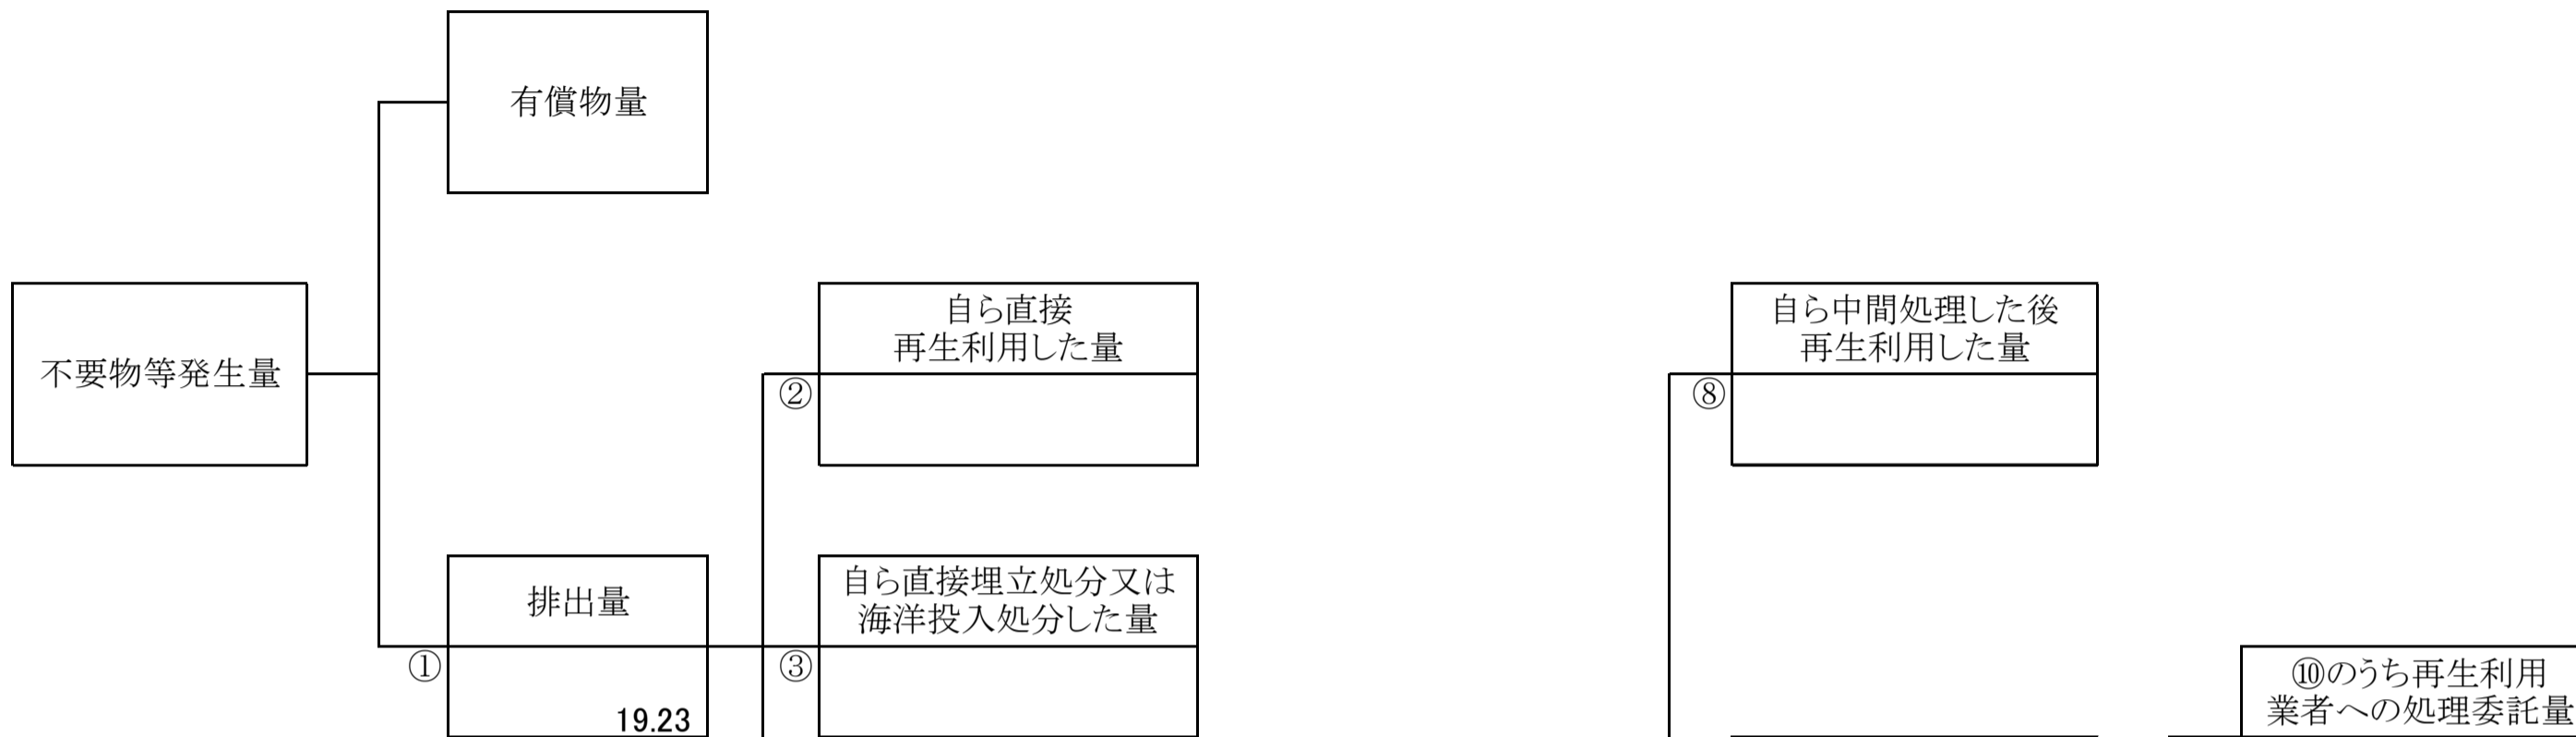 有償物量
不要物等発生量
自ら直接
再生利用した量
②
自ら中間処理した後
再生利用した量
⑧
排出量
①
19.23
自ら直接埋立処分又は
海洋投入処分した量
③
⑩のうち再生利用
業者への処理委託量